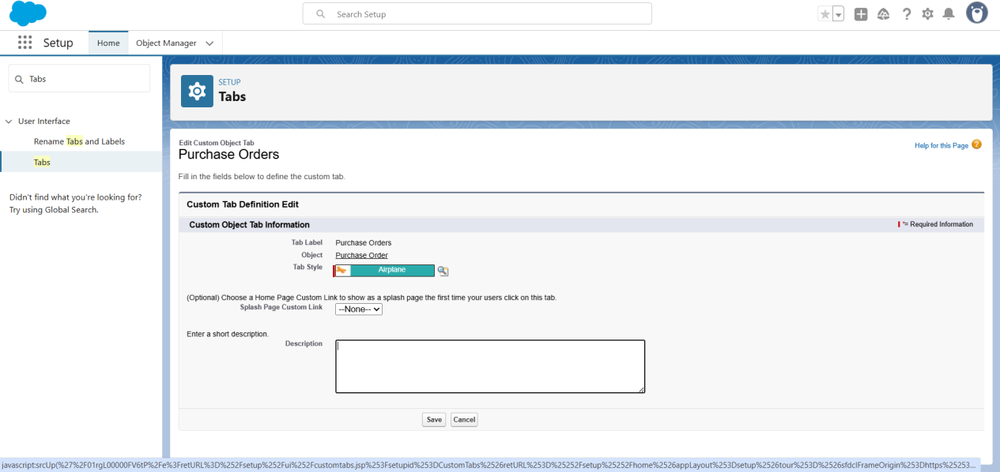 Search Setup
Setup
Home
Object Manager
Tabs
User Interface
Rename Tabs and Labels
Tabs
Didn't find what you're looking for?
Try using Global Search.
SETUP
Tabs
Edit Custom Object Tab
Purchase Orders
Help for this Page
Fill in the fields below to define the custom tab.
Custom Tab Definition Edit
Custom Object Tab Information
*= Required Information
Tab Label Purchase Orders
Object Purchase Order
Tab Style Airplane
(Optional) Choose a Home Page Custom Link to show as a splash page the first time your users click on this tab.
Splash Page Custom Link --None--
Enter a short description.
Description
Save Cancel
javascript:srcUp(%27%2F01rgL00000FV6tP%2Fe%3FretURL%3D%252Fsetup%252Fui%252Fcustomtabs.jsp%253Fsetupid%253DCustomTabs%2526retURL%253D%25252Fsetup%25252Fhome%2526appLayout%253Dsetup%2526tour%253D%2526sfdcIFrameOrigin%253Dhttps%25253...